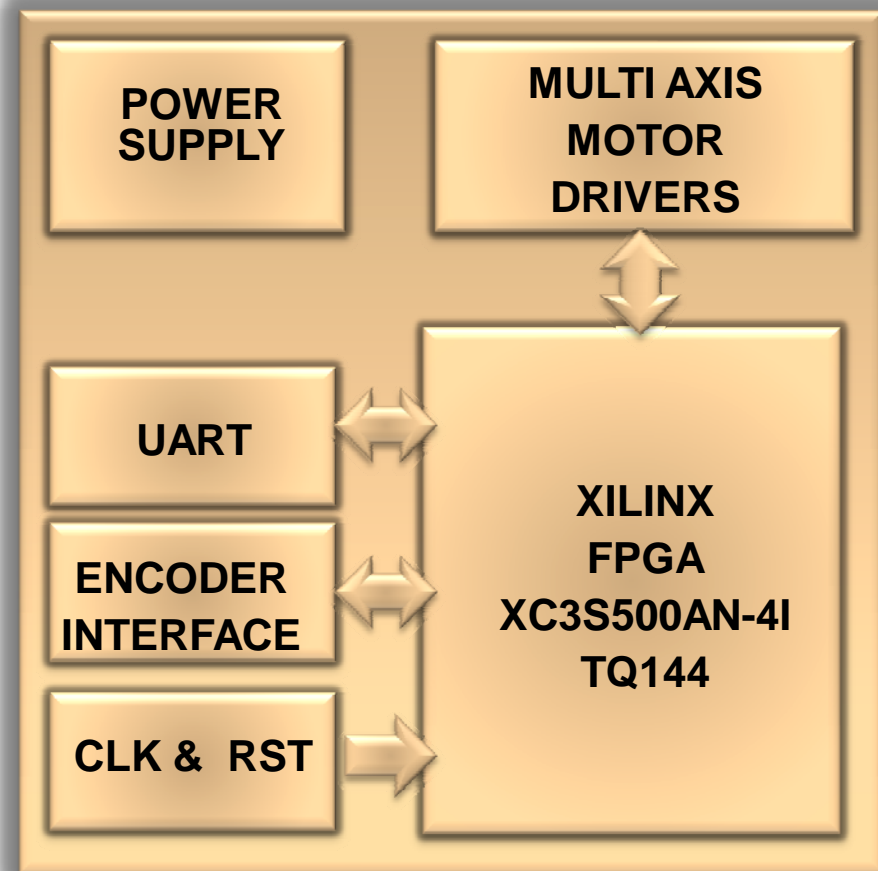 POWER
SUPPLY
MULTI AXIS
MOTOR
DRIVERS
UART
ENCODER
INTERFACE
CLK & RST
XILINX
FPGA
XC3S500AN-4I
TQ144